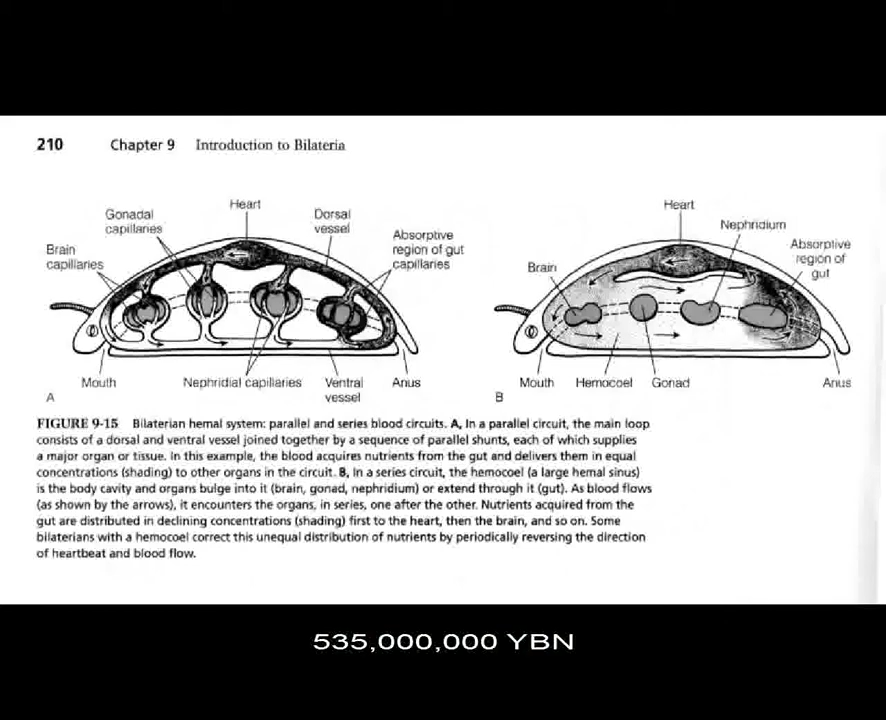 210 Chapter 9 Introduction to Bilateria
Heart
Gonadal
capillaries
Dorsal
vessel
Brain
capillaries
Absorptive
region of gut
capillaries
Mouth
Nephridial capillaries
Ventral
vessel
Anus
A
Heart
Nephridium
Absorptive
region of
gut
Brain
Mouth
Hemocoel
Gonad
Anus
B
FIGURE 9-15 Bilaterian hemal system: parallel and series blood circuits. A, In a parallel circuit, the main loop
consists of a dorsal and ventral vessel joined together by a sequence of parallel shunts, each of which supplies
a major organ or tissue. In this example, the blood acquires nutrients from the gut and delivers them in equal
concentrations (shading) to other organs in the circuit. B, In a series circuit, the hemocoel (a large hemal sinus)
is the body cavity and organs bulge into it (brain, gonad, nephridium) or extend through it (gut). As blood flows
(as shown by the arrows), it encounters the organs, in series, one after the other. Nutrients acquired from the
gut are distributed in declining concentrations (shading) first to the heart, then the brain, and so on. Some
bilaterians with a hemocoel correct this unequal distribution of nutrients by periodically reversing the direction
of heartbeat and blood flow.
535,000,000 YBN